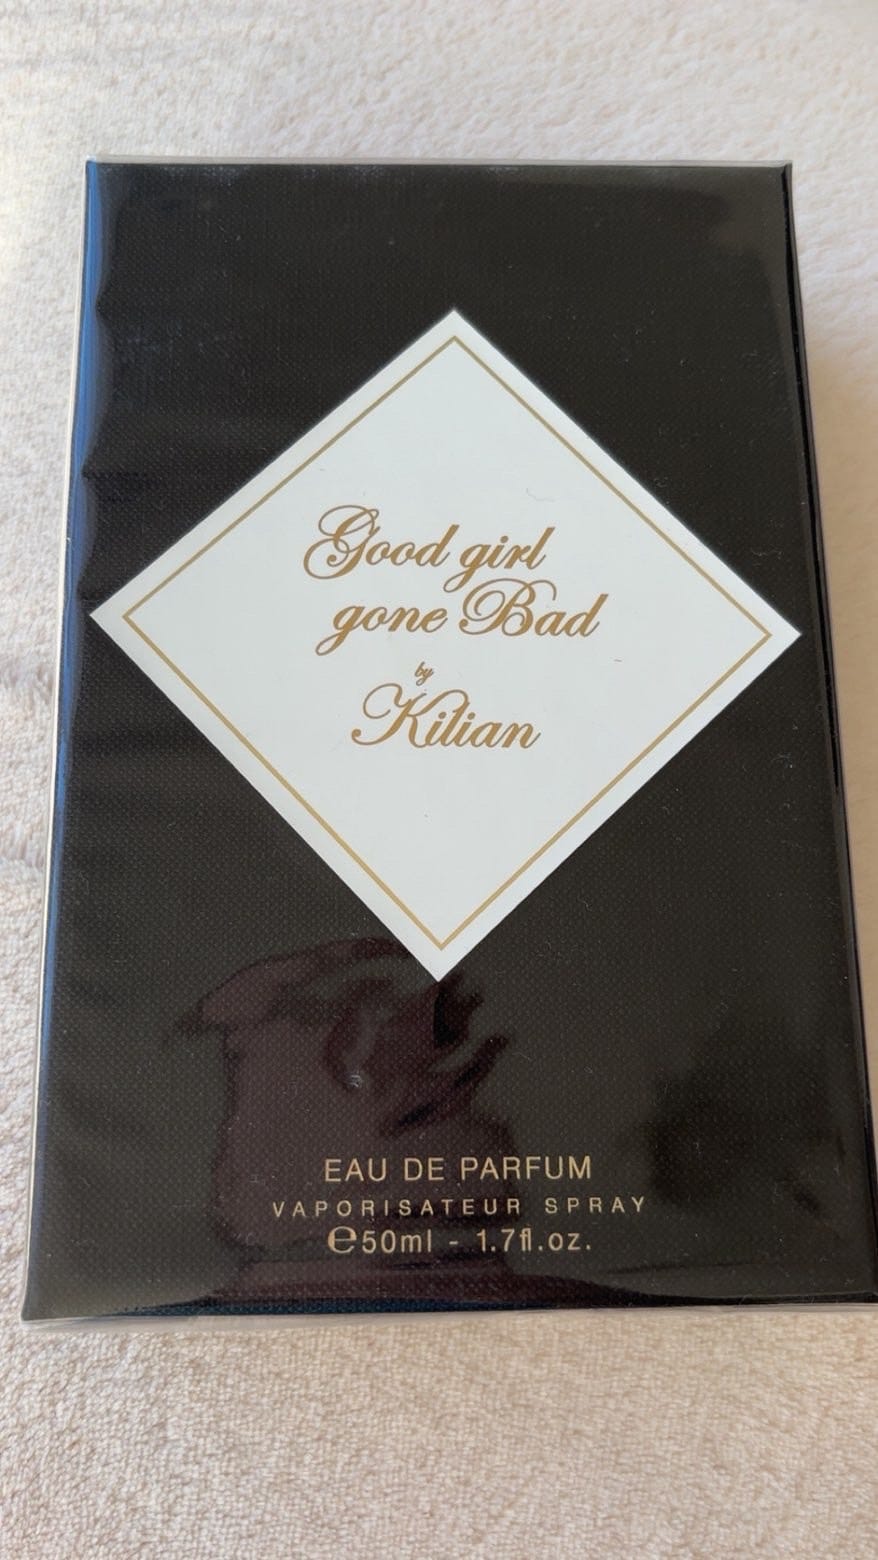 Good girl
gone Bad
by
Kilian
EAU DE PARFUM
VAPORISATEUR SPRAY
℮50ml - 1.7fl.oz.